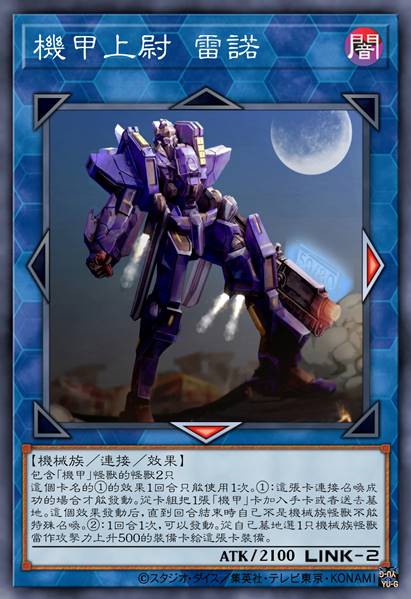 機甲上尉 雷諾
闇
【機械族／連接／效果】
包含「機甲」怪獸的怪獸2只
這個卡名的①的效果1回合只能使用1次。①：這張卡連接召喚成
功的場合才能發動。從卡組把1張「機甲」卡加入手卡或者送去墓
地。這個效果發動后，直到回合結束時自己不是機械族怪獸不能
特殊召喚。②：1回合1次，可以發動。從自己墓地選1只機械族怪獸
當作攻擊力上升500的裝備卡給這張卡裝備。
ATK/2100 LINK-2
©スタジオ・ダイス／集英社・テレビ東京・KONAMI